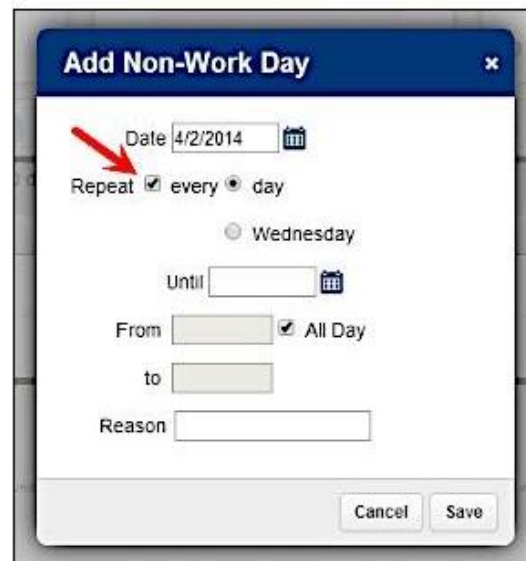 Add Non-Work Day ×
Date 4/2/2014
Repeat every day
Wednesday
Until
From All Day
to
Reason
Cancel Save